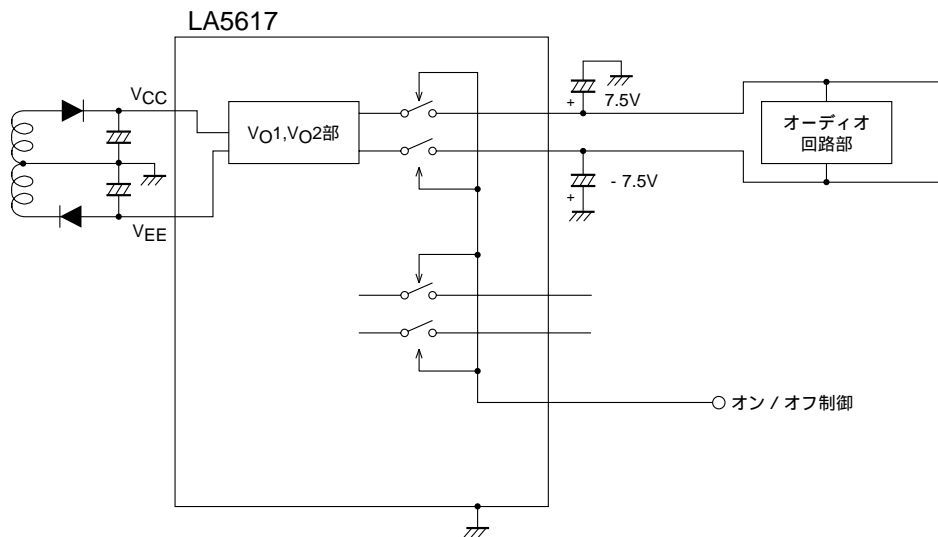 LA5617
VCC
VO1,VO2部
+ 7.5V
オーディオ
回路部
- 7.5V
+
VEE
オン / オフ制御